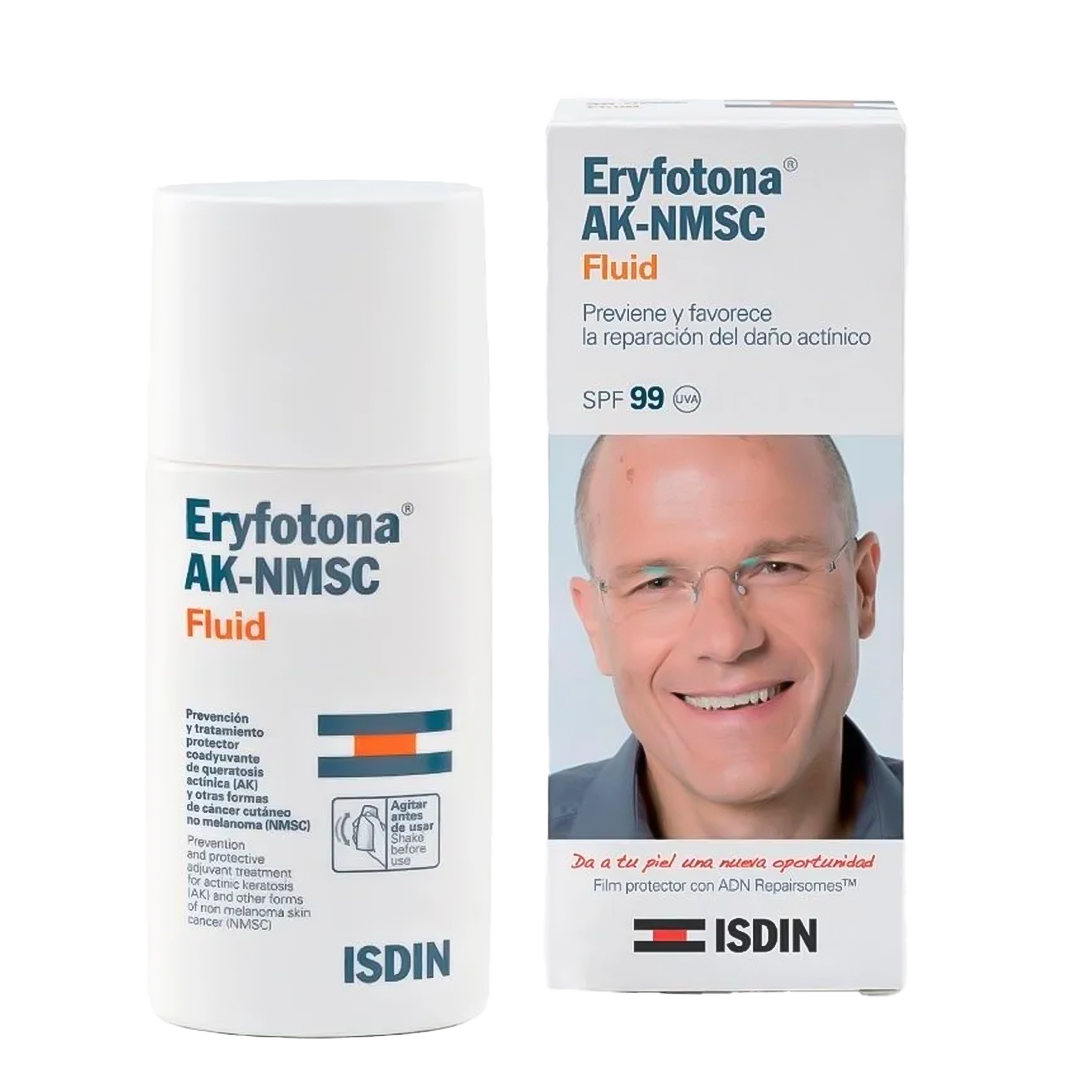 Eryfotona®
AK-NMSC
Fluid
Prevención
y tratamiento
protector
coadyuvante
de queratosis
actínica (AK)
y otras formas
de cáncer cutáneo
no melanoma (NMSC)
Prevention
and protective
adjuvant treatment
for actinic keratosis
(AK) and other forms
of non melanoma skin
cancer (NMSC)
Agitar
antes
de usar
Shake
before
use
ISDIN
Fluid
Eryfotona®
AK-NMSC
Fluid
Previene y favorece
la reparación del daño actínico
SPF 99 UVA
Da a tu piel una nueva oportunidad
Film protector con ADN Repairsomes™
ISDIN